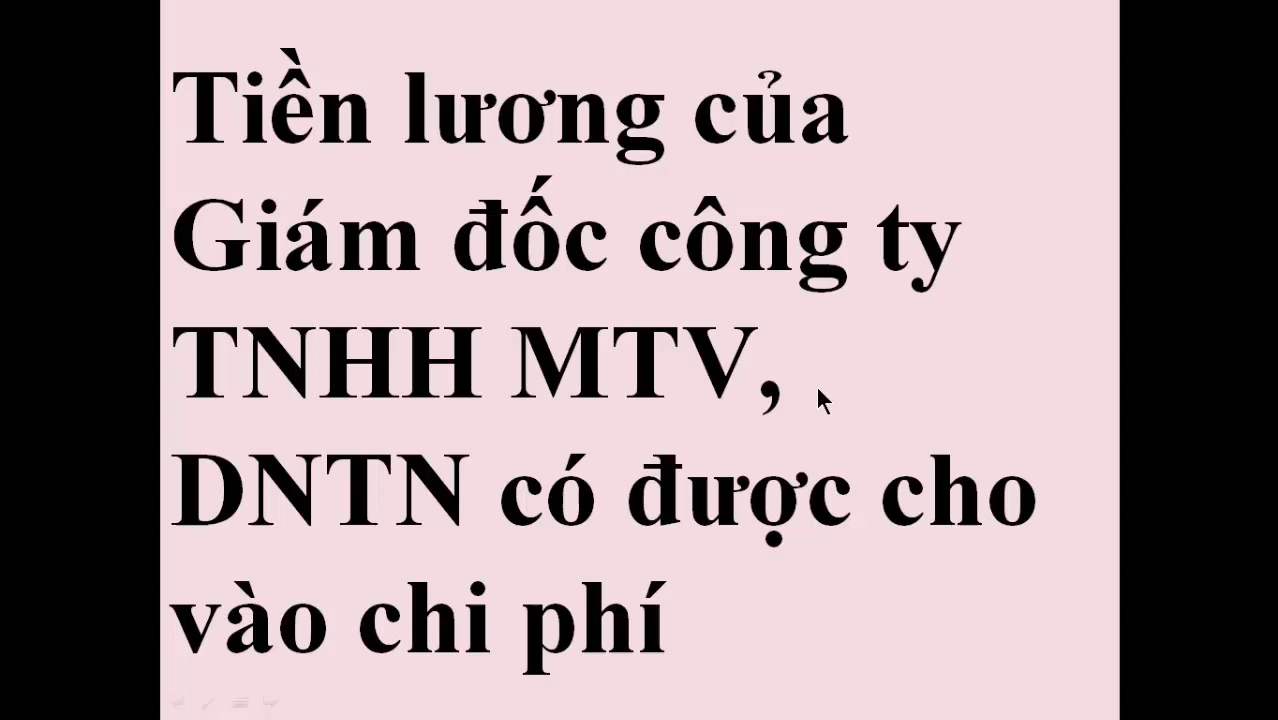 Tiền lương của
Giám đốc công ty
TNHH MTV,
DNTN có được cho
vào chi phí